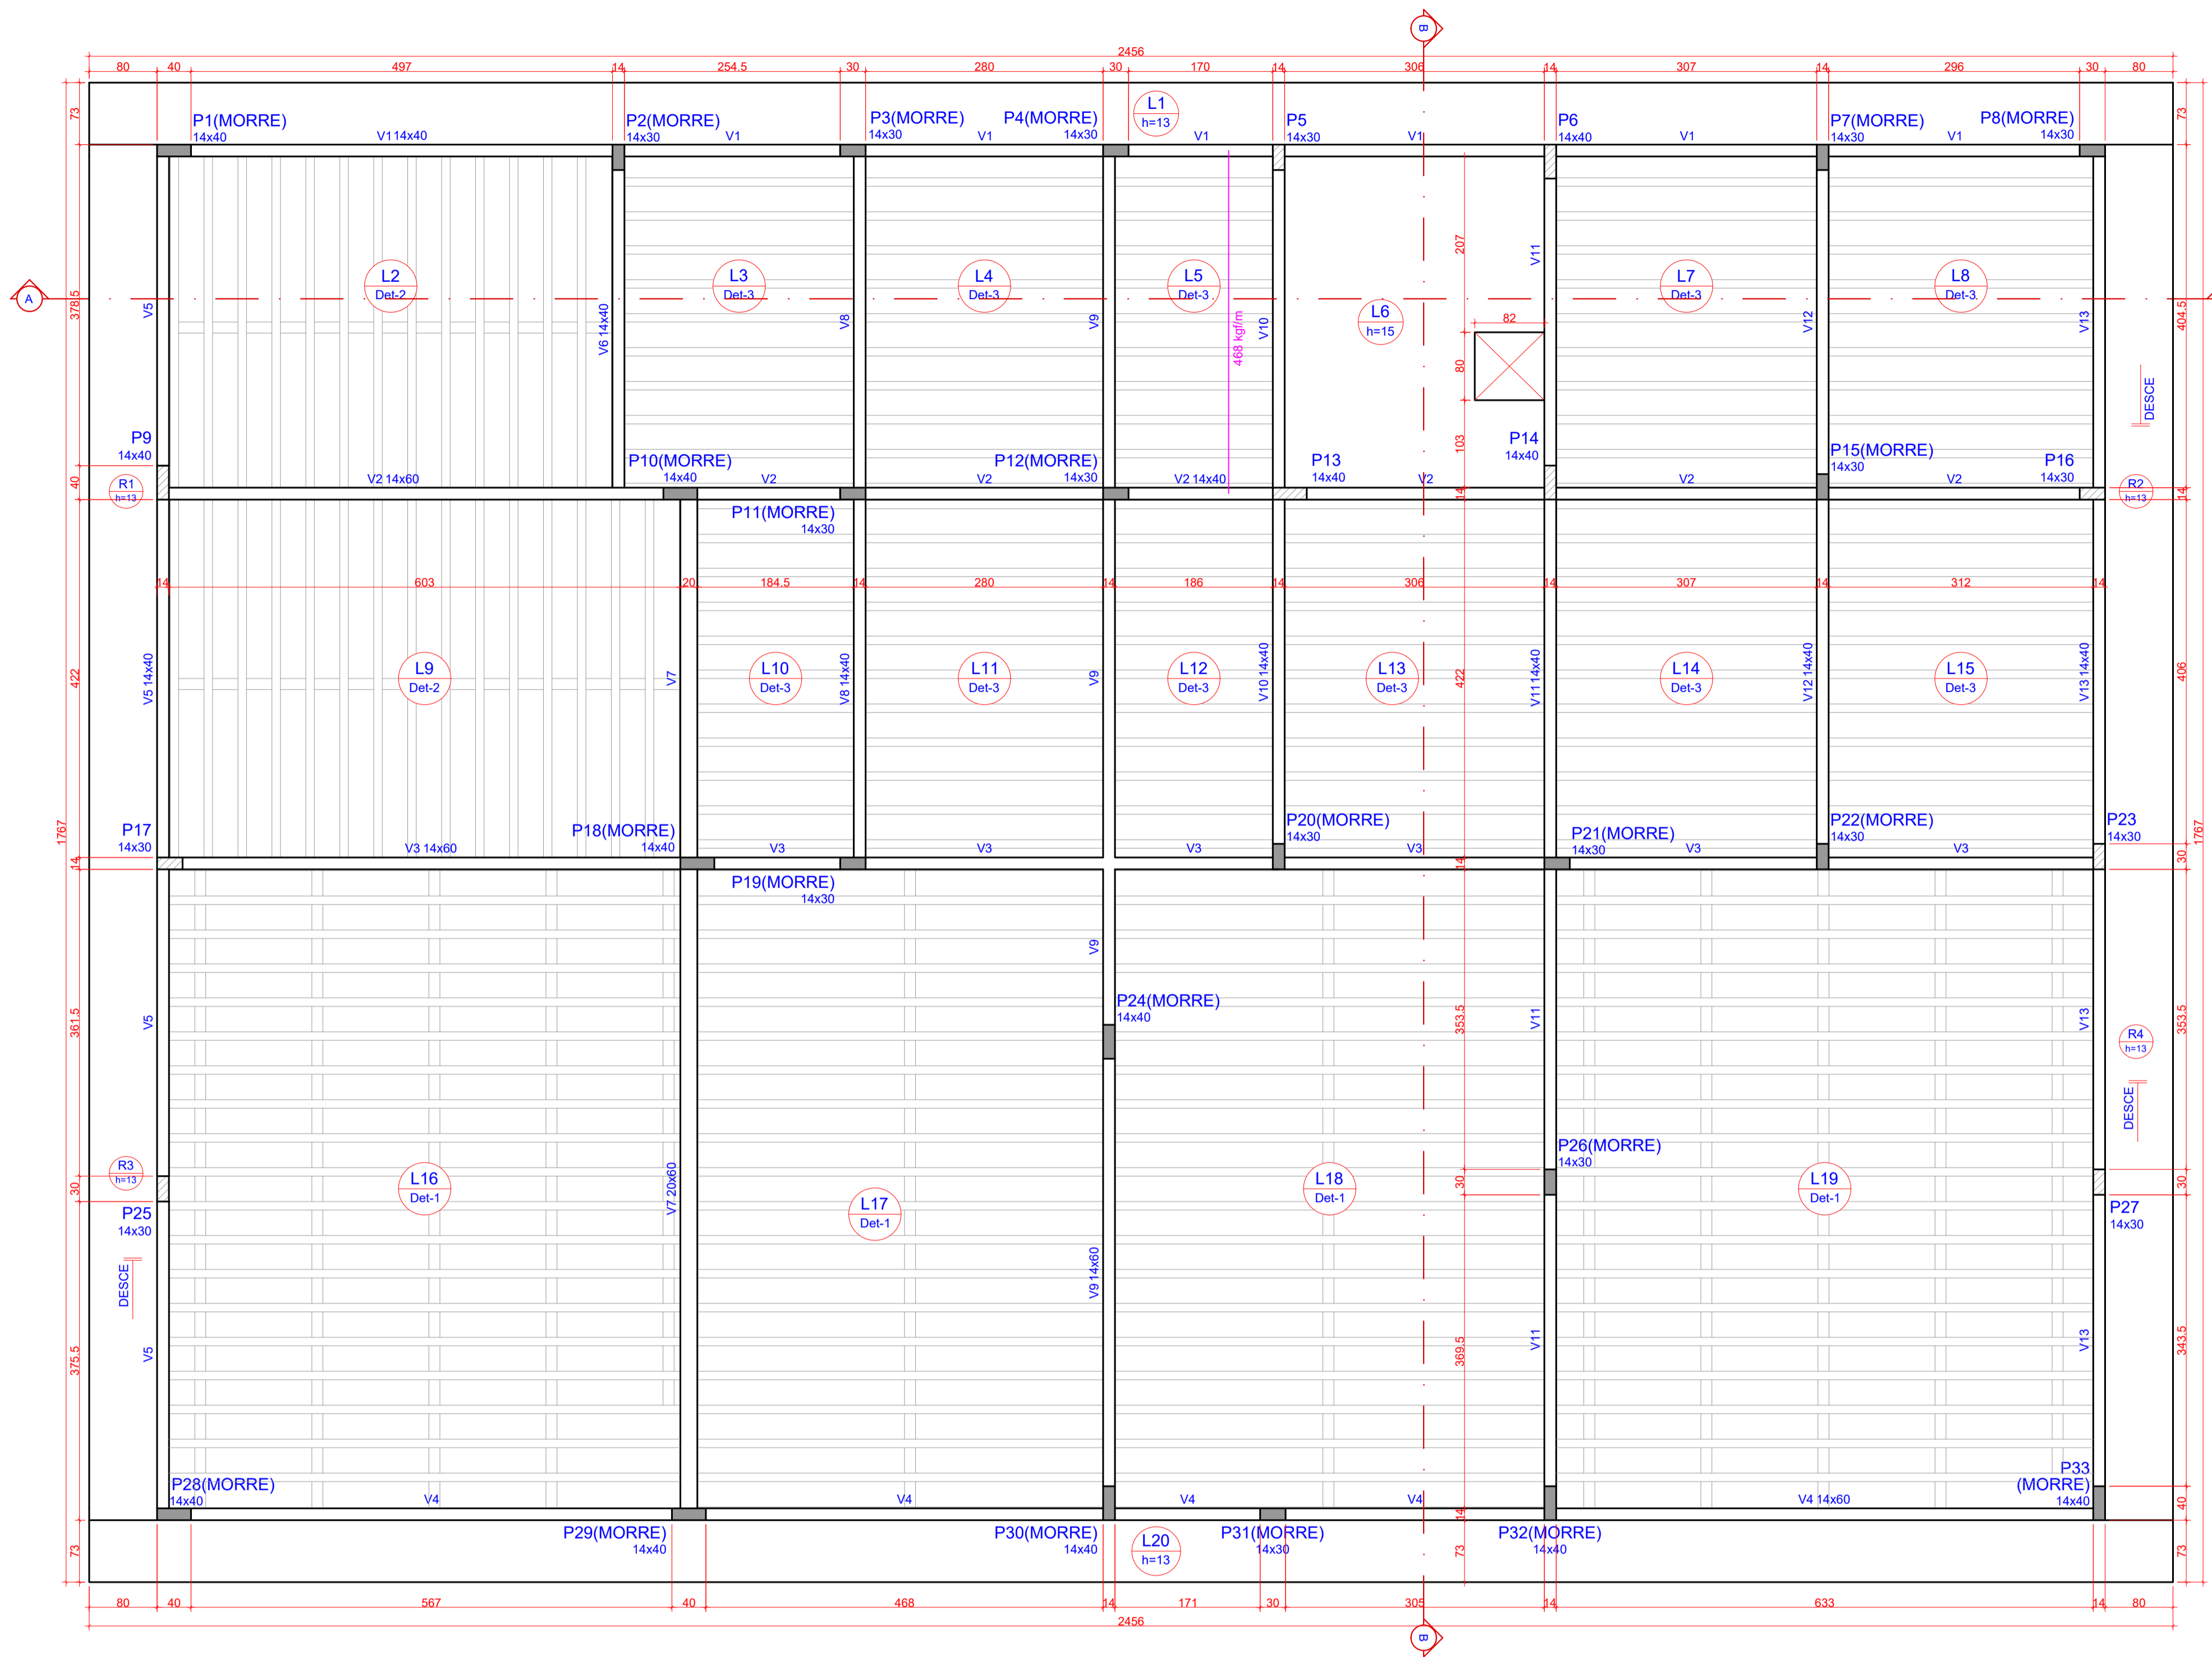 B
2456
80 40 497 14 254.5 30 280 30 170 14 306 14 307 14 296 30 80
73
L1
h=13
73
P1(MORRE)
14x40
V1 14x40
P2(MORRE)
14x30
V1
P3(MORRE)
14x30
V1
P4(MORRE)
14x30
V1
P5
14x30
V1
P6
14x40
V1
P7(MORRE)
14x30
V1
P8(MORRE)
14x30
A
378.5
V5
L2
Det-2
V6 14x40
L3
Det-3
V8
L4
Det-3
V9
L5
Det-3
468 kgf/m
V10
L6
h=15
207
82
80
103
V11
L7
Det-3
V12
L8
Det-3
V13
404.5
DESCE
P9
14x40
40
R1
h=13
V2 14x60
P10(MORRE)
14x40
V2
V2
P12(MORRE)
14x30
V2 14x40
P13
14x40
V2
P14
14x40
14
V2
P15(MORRE)
14x30
V2
P16
14x30
R2
h=13
14
P11(MORRE)
14x30
14 603 20 184.5 14 280 14 186 14 306 14 307 14 312 14
422
V5 14x40
L9
Det-2
V7
L10
Det-3
V8 14x40
L11
Det-3
V9
L12
Det-3
V10 14x40
L13
Det-3
422
V11 14x40
L14
Det-3
V12 14x40
L15
Det-3
V13 14x40
406
1767
1767
P17
14x30
14
V3 14x60
P18(MORRE)
14x40
V3
V3
V3
P20(MORRE)
14x30
V3
14
P21(MORRE)
14x30
V3
P22(MORRE)
14x30
V3
P23
14x30
30
P19(MORRE)
14x30
361.5
V5
V9
P24(MORRE)
14x40
353.5
V11
V13
353.5
R4
h=13
DESCE
R3
h=13
30
P25
14x30
L16
Det-1
V7 20x60
L17
Det-1
L18
Det-1
30
P26(MORRE)
14x30
L19
Det-1
30
P27
14x30
DESCE
375.5
V5
V9 14x60
369.5
V11
V13
343.5
P28(MORRE)
14x40
V4
V4
V4
V4
14
V4 14x60
P33
(MORRE)
14x40
40
P29(MORRE)
14x40
P30(MORRE)
14x40
L20
h=13
P31(MORRE)
14x30
P32(MORRE)
14x40
73
73
73
80 40 567 40 468 14 171 30 305 14 633 14 80
2456
B